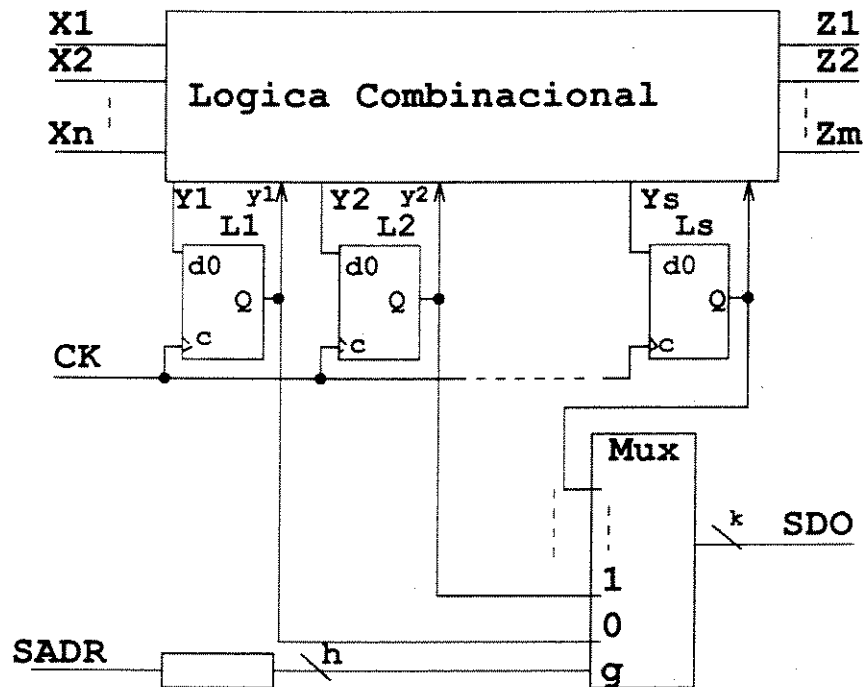 X1 Z1
X2 Z2
Logica Combinacional
Xn Zm
Y1 y1 Y2 y2 Ys
L1 L2 Ls
d0 d0 d0
Q Q Q
c c c
CK
Mux
k SDO
1
0
SADR h g